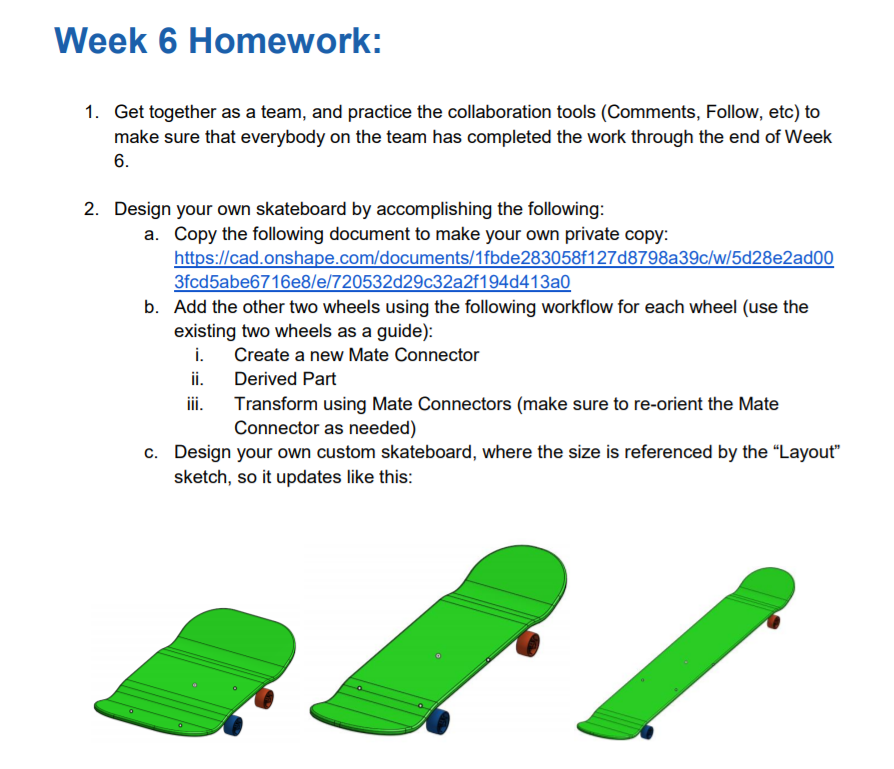 Week 6 Homework:
1. Get together as a team, and practice the collaboration tools (Comments, Follow, etc) to
make sure that everybody on the team has completed the work through the end of Week
6.
2. Design your own skateboard by accomplishing the following:
a. Copy the following document to make your own private copy:
https://cad.onshape.com/documents/1fbde283058f127d8798a39c/w/5d28e2ad00
3fcd5abe6716e8/e/720532d29c32a2f194d413a0
b. Add the other two wheels using the following workflow for each wheel (use the
existing two wheels as a guide):
i. Create a new Mate Connector
ii. Derived Part
iii. Transform using Mate Connectors (make sure to re-orient the Mate
Connector as needed)
c. Design your own custom skateboard, where the size is referenced by the “Layout”
sketch, so it updates like this: